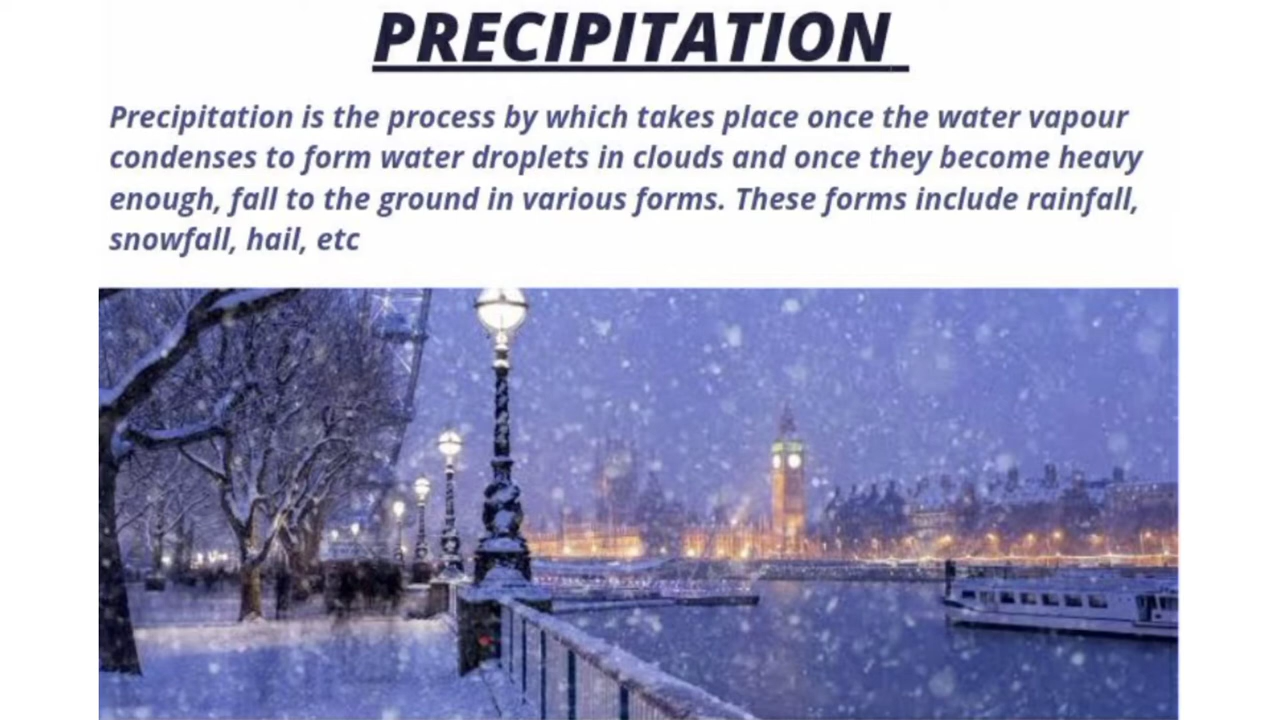 PRECIPITATION
Precipitation is the process by which takes place once the water vapour
condenses to form water droplets in clouds and once they become heavy
enough, fall to the ground in various forms. These forms include rainfall,
snowfall, hail, etc